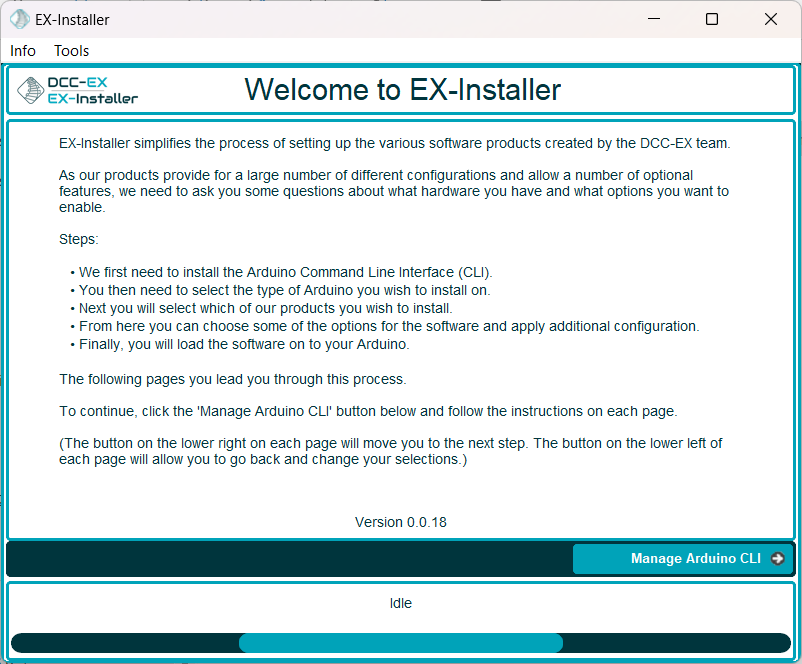 EX-Installer
Info Tools
DCC-EX
EX-Installer
Welcome to EX-Installer
EX-Installer simplifies the process of setting up the various software products created by the DCC-EX team.
As our products provide for a large number of different configurations and allow a number of optional
features, we need to ask you some questions about what hardware you have and what options you want to
enable.
Steps:
• We first need to install the Arduino Command Line Interface (CLI).
• You then need to select the type of Arduino you wish to install on.
• Next you will select which of our products you wish to install.
• From here you can choose some of the options for the software and apply additional configuration.
• Finally, you will load the software on to your Arduino.
The following pages you lead you through this process.
To continue, click the 'Manage Arduino CLI' button below and follow the instructions on each page.
(The button on the lower right on each page will move you to the next step. The button on the lower left of
each page will allow you to go back and change your selections.)
Version 0.0.18
Manage Arduino CLI
Idle